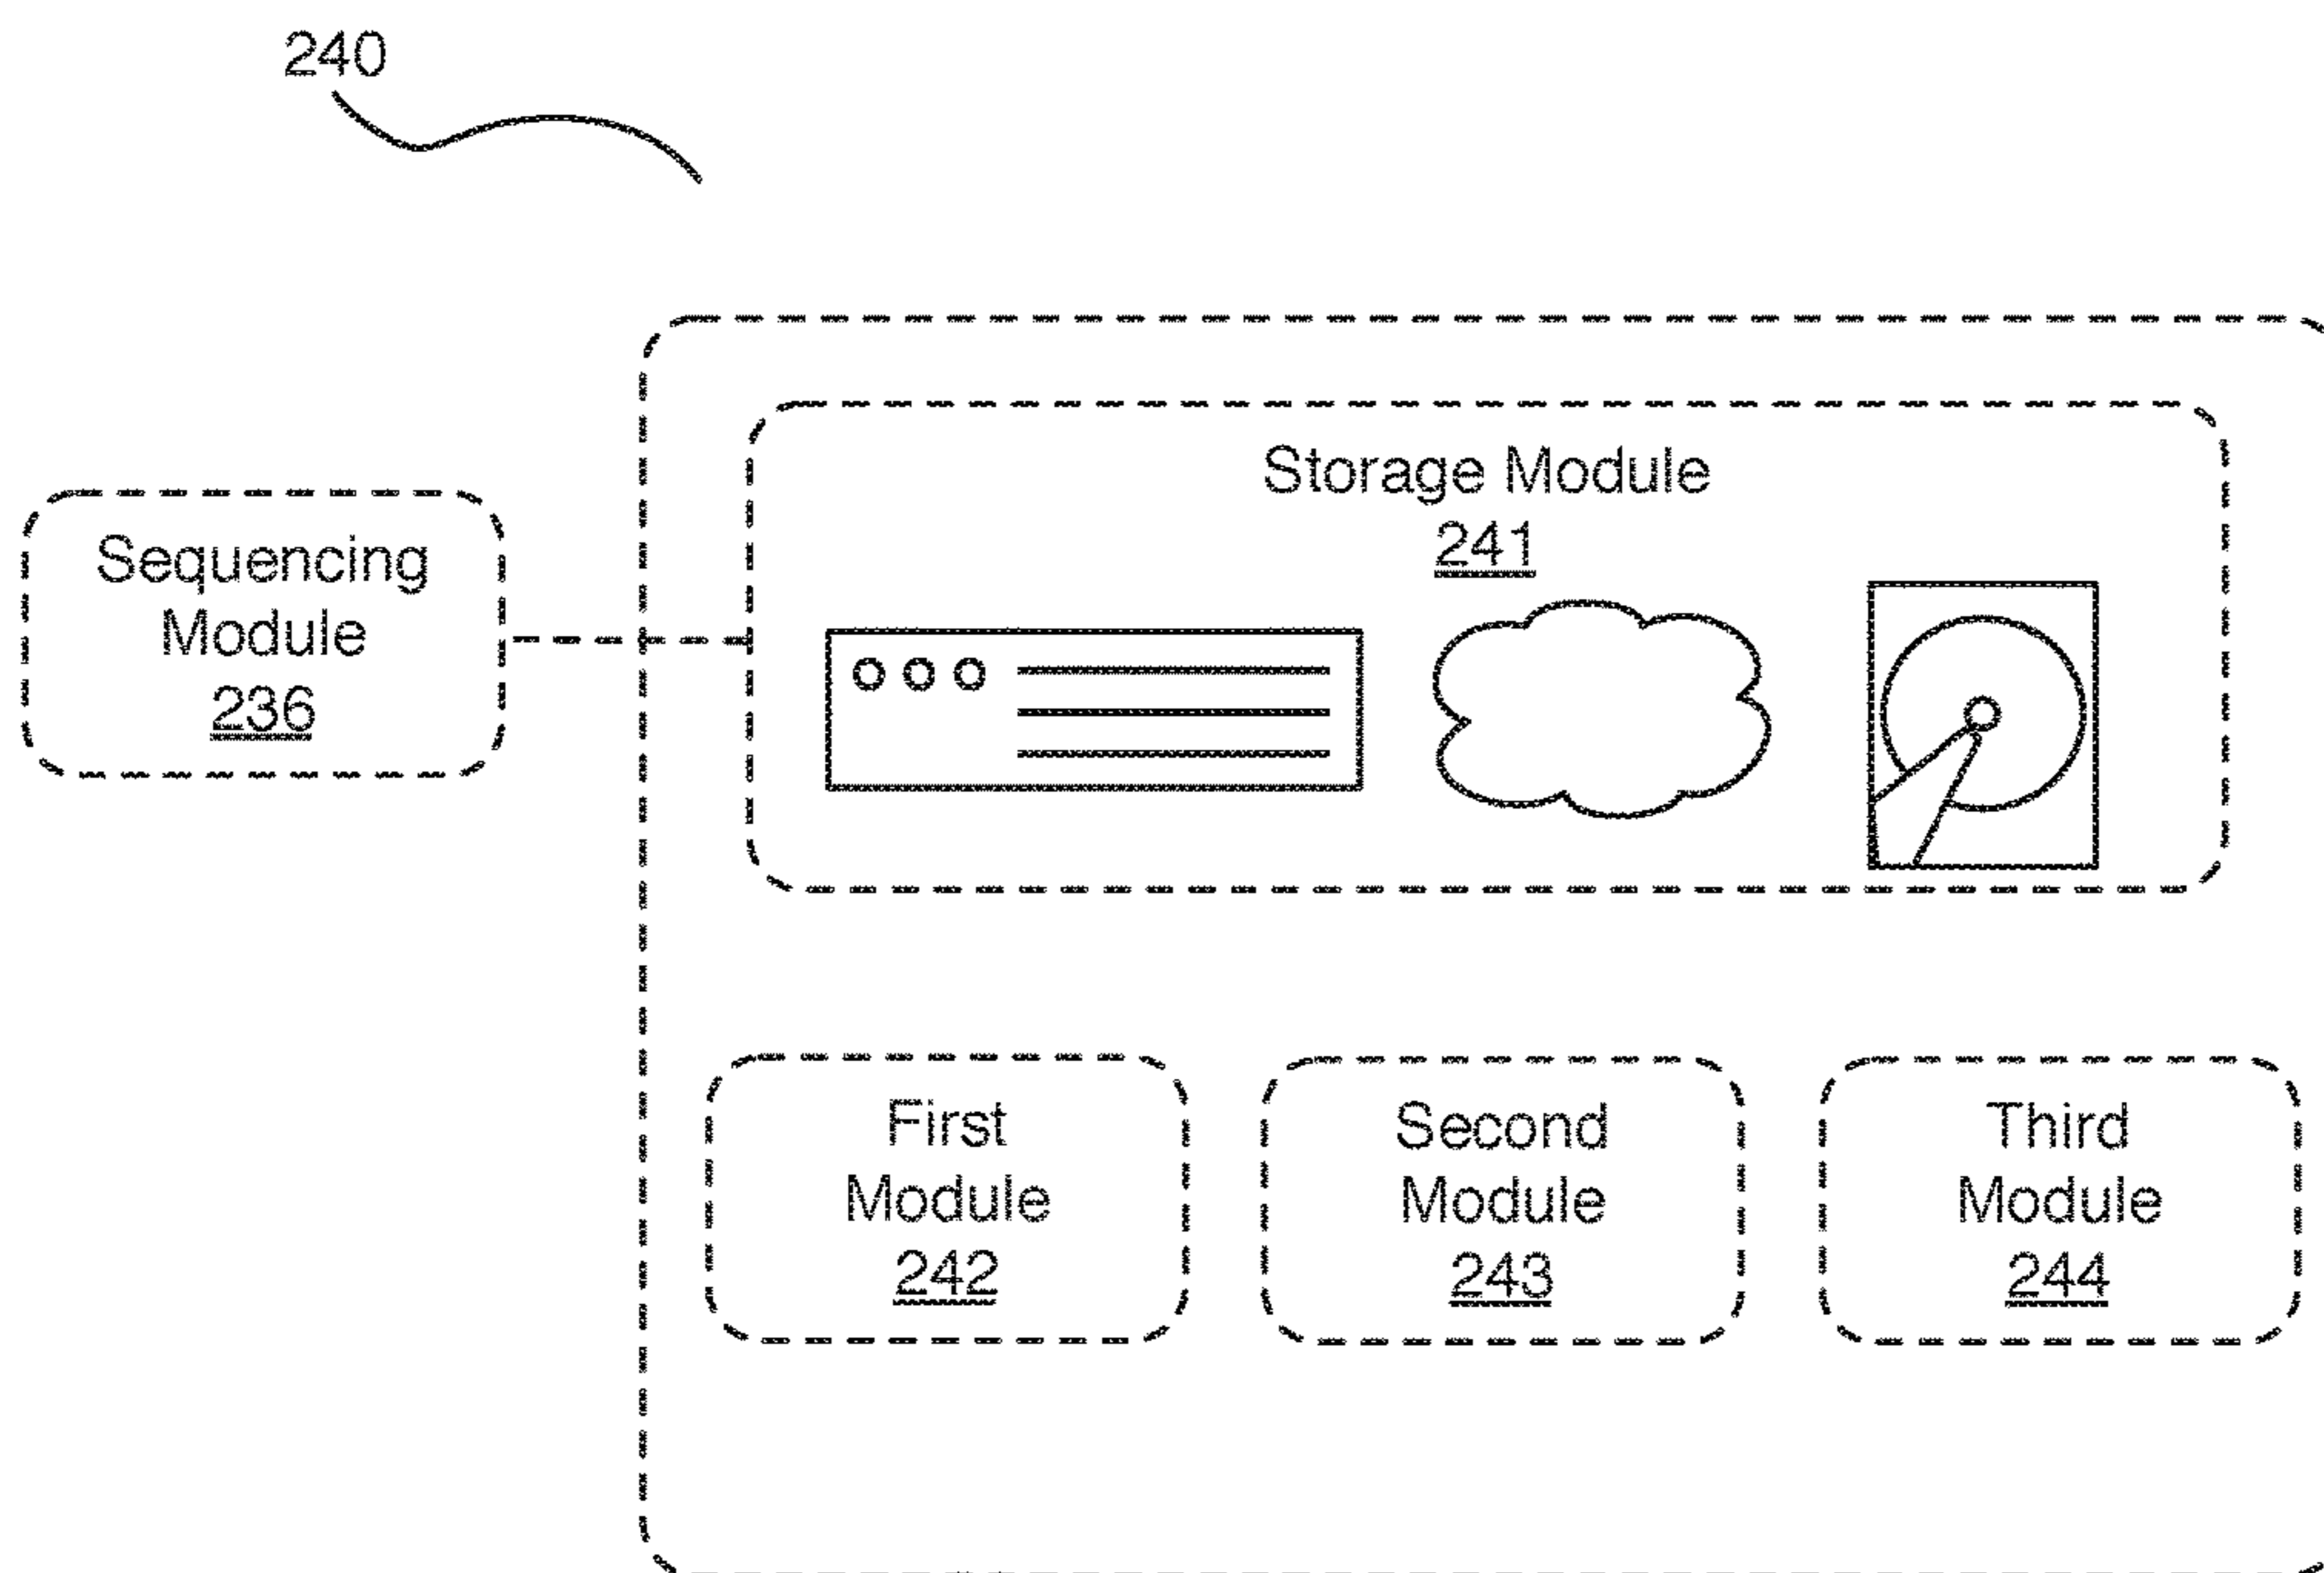 240
Storage Module
241
Sequencing
Module
236
First
Module
242
Second
Module
243
Third
Module
244